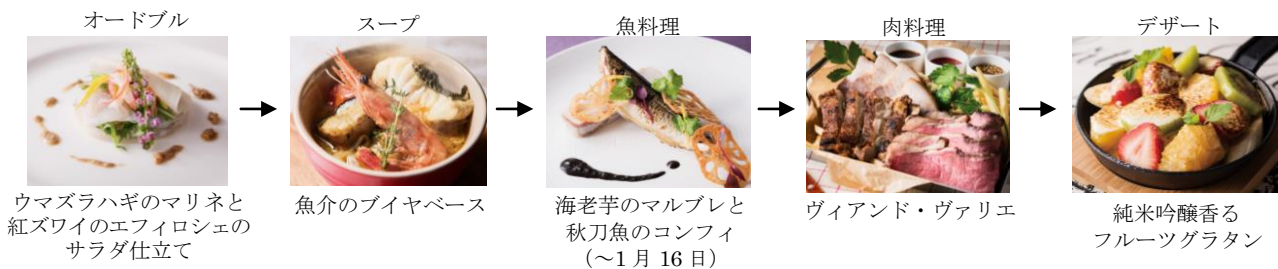 オードブル
スープ
魚料理
肉料理
デザート
ウマズラハギのマリネと
紅ズワイのエフィロシェの
サラダ仕立て
魚介のブイヤベース
海老芋のマルブレと
秋刀魚のコンフィ
（～1 月 16 日）
ヴィアンド・ヴァリエ
純米吟醸香る
フルーツグラタン